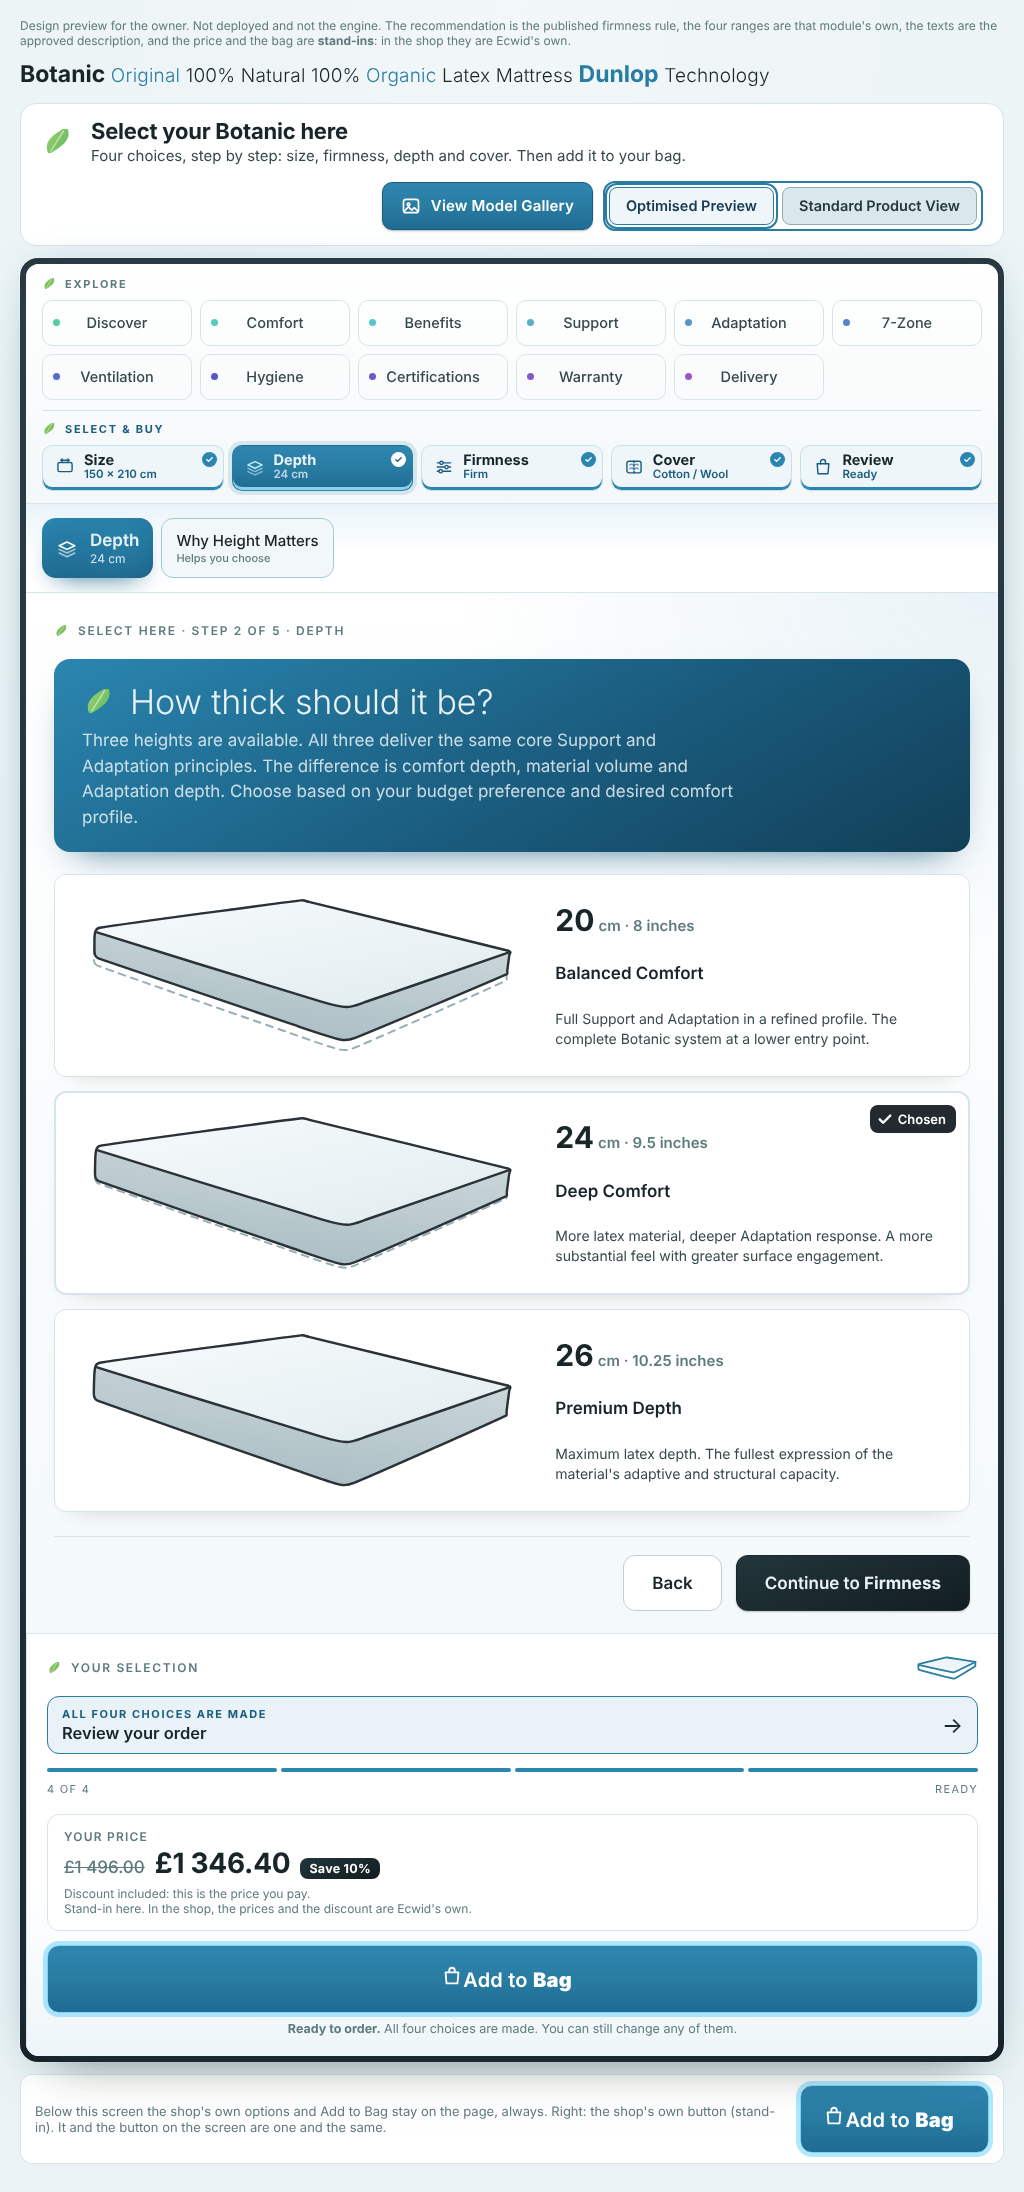 Design preview for the owner. Not deployed and not the engine. The recommendation is the published firmness rule, the four ranges are that module's own, the texts are the
approved description, and the price and the bag are stand-ins: in the shop they are Ecwid's own.
Botanic Original 100% Natural 100% Organic Latex Mattress Dunlop Technology
Select your Botanic here
Four choices, step by step: size, firmness, depth and cover. Then add it to your bag.
View Model Gallery
Optimised Preview
Standard Product View
EXPLORE
Discover
Comfort
Benefits
Support
Adaptation
7-Zone
Ventilation
Hygiene
Certifications
Warranty
Delivery
SELECT & BUY
Size
150 × 210 cm
Depth
24 cm
Firmness
Firm
Cover
Cotton / Wool
Review
Ready
Depth
24 cm
Why Height Matters
Helps you choose
SELECT HERE · STEP 2 OF 5 · DEPTH
How thick should it be?
Three heights are available. All three deliver the same core Support and
Adaptation principles. The difference is comfort depth, material volume and
Adaptation depth. Choose based on your budget preference and desired comfort
profile.
20 cm · 8 inches
Balanced Comfort
Full Support and Adaptation in a refined profile. The
complete Botanic system at a lower entry point.
Chosen
24 cm · 9.5 inches
Deep Comfort
More latex material, deeper Adaptation response. A more
substantial feel with greater surface engagement.
26 cm · 10.25 inches
Premium Depth
Maximum latex depth. The fullest expression of the
material's adaptive and structural capacity.
Back
Continue to Firmness
YOUR SELECTION
ALL FOUR CHOICES ARE MADE
Review your order
4 OF 4
READY
YOUR PRICE
£1 496.00 £1 346.40 Save 10%
Discount included: this is the price you pay.
Stand-in here. In the shop, the prices and the discount are Ecwid's own.
Add to Bag
Ready to order. All four choices are made. You can still change any of them.
Below this screen the shop's own options and Add to Bag stay on the page, always. Right: the shop's own button (stand-
in). It and the button on the screen are one and the same.
Add to Bag